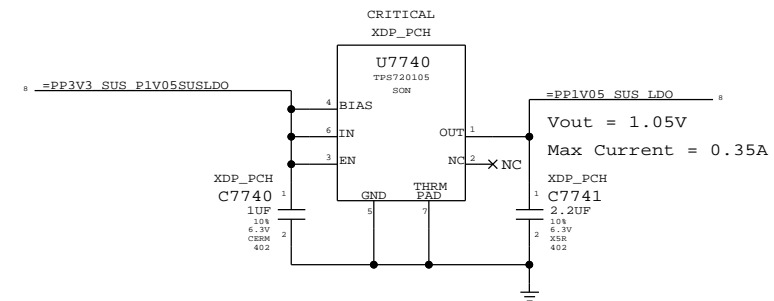 CRITICAL
XDP_PCH
U7740
TPS720105
SON
8 =PP3V3_SUS_P1V05SUSLDO
=PP1V05_SUS_LDO 8
4 BIAS
6 IN
OUT 1
3 EN
NC 2 NC
THRM
GND PAD
5 7
Vout = 1.05V
Max Current = 0.35A
XDP_PCH
C7740 1
1UF
10%
6.3V
CERM 2
402
XDP_PCH
1 C7741
2.2UF
10%
6.3V
2 X5R
402